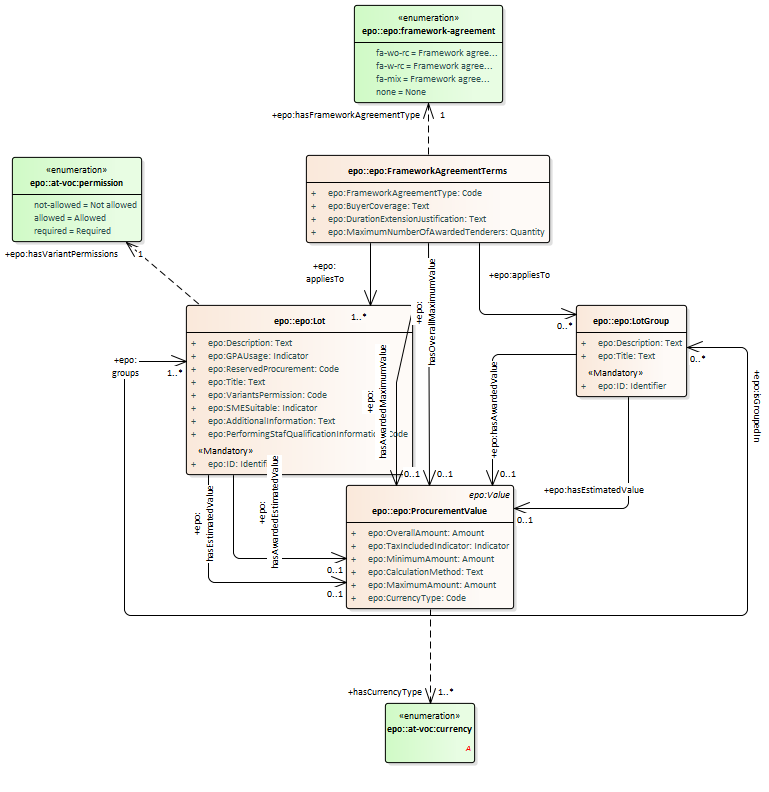 «enumeration»
epo::epo:framework-agreement
fa-wo-rc = Framework agree...
fa-w-rc = Framework agree...
fa-mix = Framework agree...
none = None
+epo:hasFrameworkAgreementType 1
«enumeration»
epo::at-voc:permission
not-allowed = Not allowed
allowed = Allowed
required = Required
+epo:hasVariantPermissions 1
epo::epo:FrameworkAgreementTerms
+ epo:FrameworkAgreementType: Code
+ epo:BuyerCoverage: Text
+ epo:DurationExtensionJustification: Text
+ epo:MaximumNumberOfAwardedTenderers: Quantity
+epo:
appliesTo
1..*
+epo:
hasOverallMaximumValue
0..1
+epo:appliesTo
0..*
epo::epo:Lot
+ epo:Description: Text
+ epo:GPAUsage: Indicator
+ epo:ReservedProcurement: Code
+ epo:Title: Text
+ epo:VariantsPermission: Code
+ epo:SMESuitable: Indicator
+ epo:AdditionalInformation: Text
+ epo:PerformingStafQualificationInformatic Code
«Mandatory»
+ epo:ID: Identif
+epo:
groups
1..*
+epo:
hasAwardedMaximumValue
0..1
epo::epo:LotGroup
+ epo:Description: Text
+ epo:Title: Text
«Mandatory»
+ epo:ID: Identifier
0..*
+epo:isGroupedIn
+epo:hasAwardedValue
0..1
+epo:hasEstimatedValue
0..1
+epo:
hasEstimatedValue
0..1
+epo:
hasAwardedEstimatedValue
0..1
epo:Value
epo::epo:ProcurementValue
+ epo:OverallAmount: Amount
+ epo:TaxIncludedIndicator: Indicator
+ epo:MinimumAmount: Amount
+ epo:CalculationMethod: Text
+ epo:MaximumAmount: Amount
+ epo:CurrencyType: Code
+hasCurrencyType 1..*
«enumeration»
epo::at-voc:currency
A